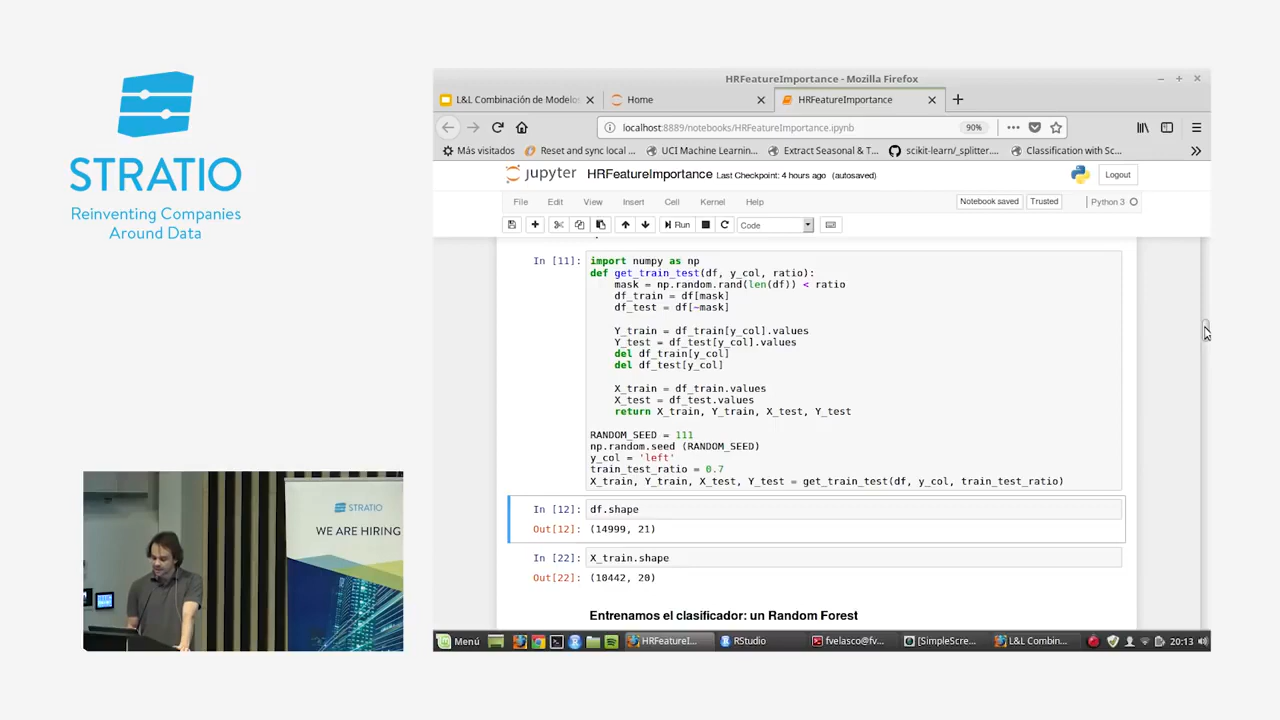 STRATIO
Reinventing Companies
Around Data
STRATIO
WE ARE HIRING
HRFeatureImportance - Mozilla Firefox
L&L Combinación de Modelos
Home
HRFeatureImportance
localhost:8889/notebooks/HRFeatureImportance.ipynb
90%
Más visitados
Reset and sync local ...
UCI Machine Learnin...
Extract Seasonal & T...
scikit-learn/_splitter....
Classification with Sc...
jupyter HRFeatureImportance Last Checkpoint: 4 hours ago (autosaved)
Logout
File Edit View Insert Cell Kernel Help
Notebook saved
Trusted
Python 3
Run
Code
In [11]: import numpy as np
def get_train_test(df, y_col, ratio):
    mask = np.random.rand(len(df)) < ratio
    df_train = df[mask]
    df_test = df[~mask]
    Y_train = df_train[y_col].values
    Y_test = df_test[y_col].values
    del df_train[y_col]
    del df_test[y_col]
    X_train = df_train.values
    X_test = df_test.values
    return X_train, Y_train, X_test, Y_test
RANDOM_SEED = 111
np.random.seed (RANDOM_SEED)
y_col = 'left'
train_test_ratio = 0.7
X_train, Y_train, X_test, Y_test = get_train_test(df, y_col, train_test_ratio)
In [12]: df.shape
Out[12]: (14999, 21)
In [22]: X_train.shape
Out[22]: (10442, 20)
Entrenamos el clasificador: un Random Forest
Menú
HRFeatureI...
RStudio
fvelasco@fv...
[SimpleScre...
L&L Combin...
20:13